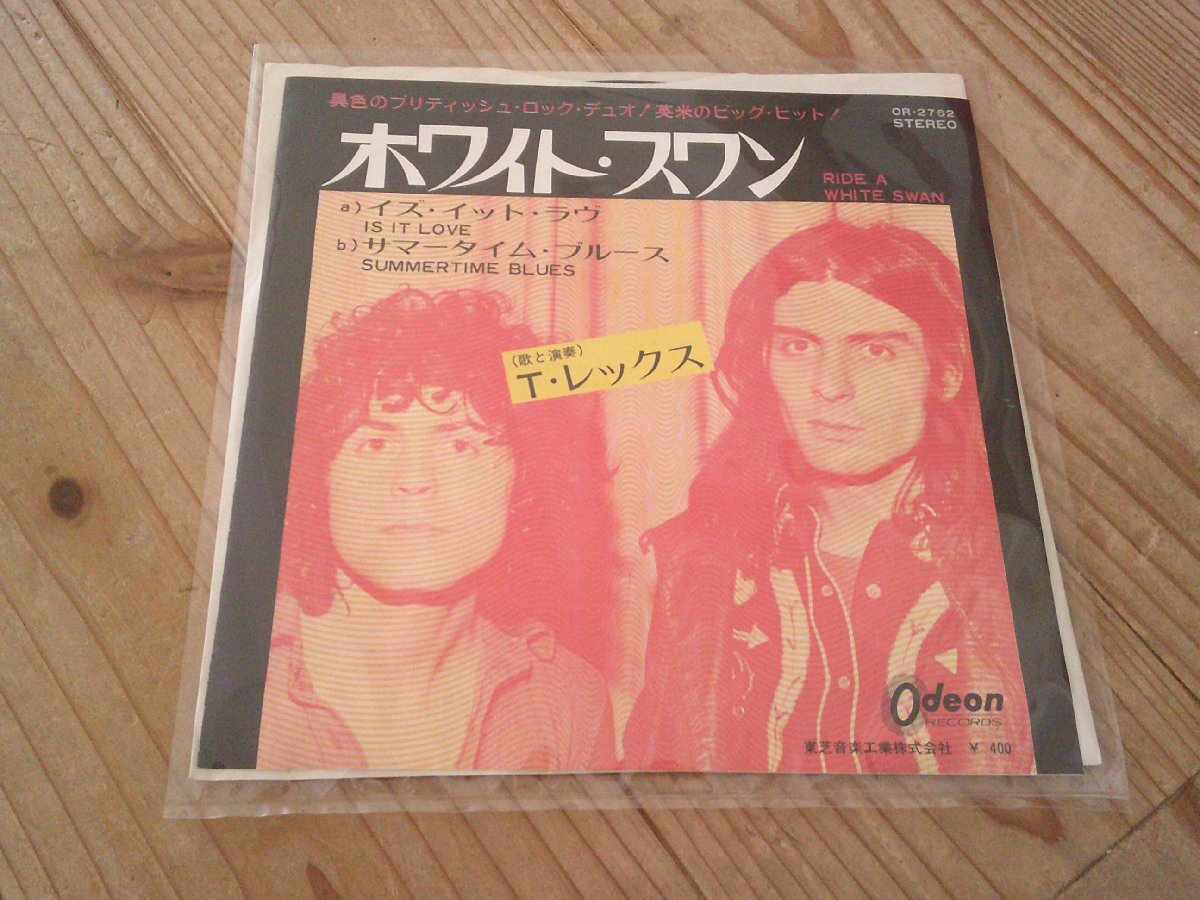 異色のブリティッシュ・ロック・デュオ!英米のビッグ・ヒット!
OR-2762
STEREO
ホワイト・スワン
RIDE A
WHITE SWAN
a)イズ・イット・ラヴ
IS IT LOVE
b)サマータイム・ブルース
SUMMERTIME BLUES
(歌と演奏)
T・レックス
Odeon
RECORDS
東芝音楽工業株式会社 ¥ 400